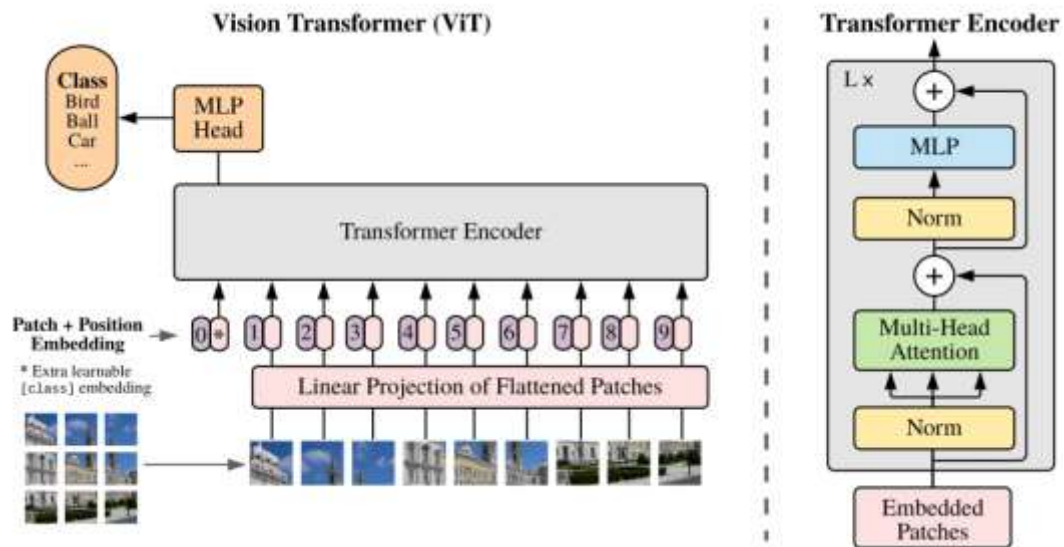 Vision Transformer (ViT)
Class
Bird
Ball
Car
...
MLP
Head
Transformer Encoder
Patch + Position
Embedding
* Extra learnable
[class] embedding
0 * 1 2 3 4 5 6 7 8 9
Linear Projection of Flattened Patches
Transformer Encoder
L x
+
MLP
Norm
+
Multi-Head
Attention
Norm
Embedded
Patches